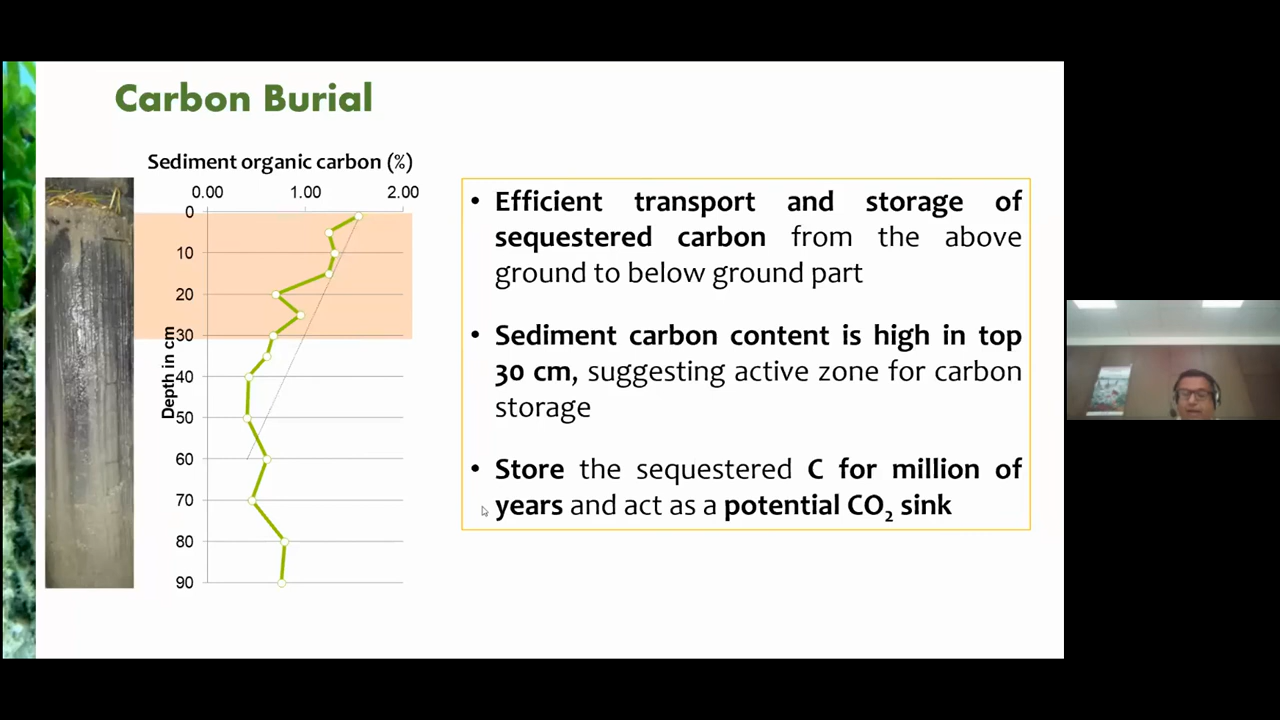 Carbon Burial
Sediment organic carbon (%)
0.00 1.00 2.00
0
10
20
30
40
50
60
70
80
90
Depth in cm
• Efficient transport and storage of
sequestered carbon from the above
ground to below ground part
• Sediment carbon content is high in top
30 cm, suggesting active zone for carbon
storage
• Store the sequestered C for million of
years and act as a potential CO₂ sink